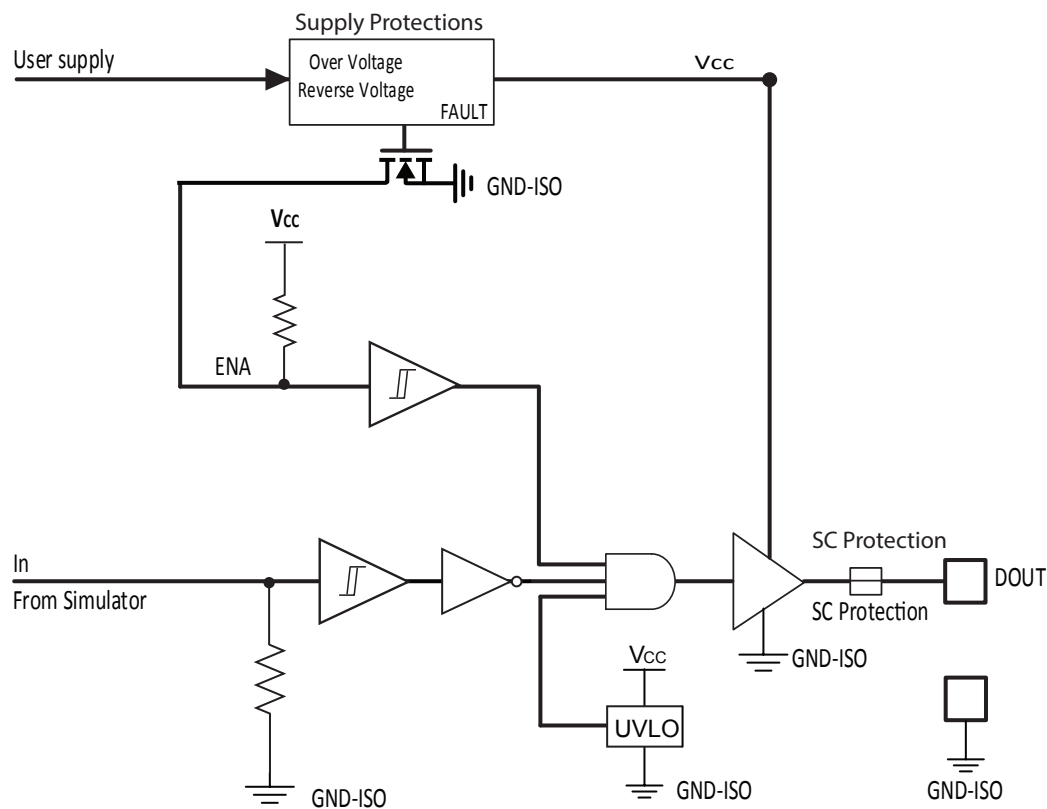 Supply Protections
User supply
Over Voltage
Reverse Voltage
FAULT
Vcc
GND-ISO
Vcc
ENA
In
From Simulator
SC Protection
SC Protection
DOUT
GND-ISO
VCC
UVLO
GND-ISO
GND-ISO
GND-ISO